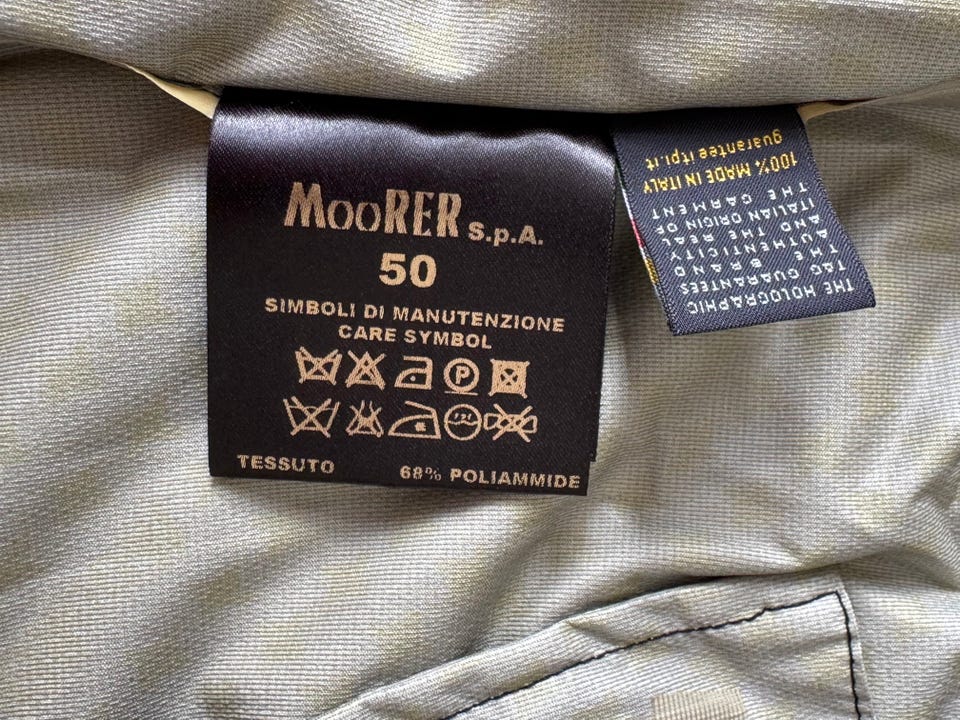 MooRER S.p.A.
50
SIMBOLI DI MANUTENZIONE
CARE SYMBOL
P
TESSUTO 68% POLIAMMIDE
THE HOLOGRAPHIC
TAG GUARANTEES
THE BRAND
AUTHENTICITY
AND THE REAL
ITALIAN ORIGIN OF
THE GARMENT
100% MADE IN ITALY
guarantee itpi.it